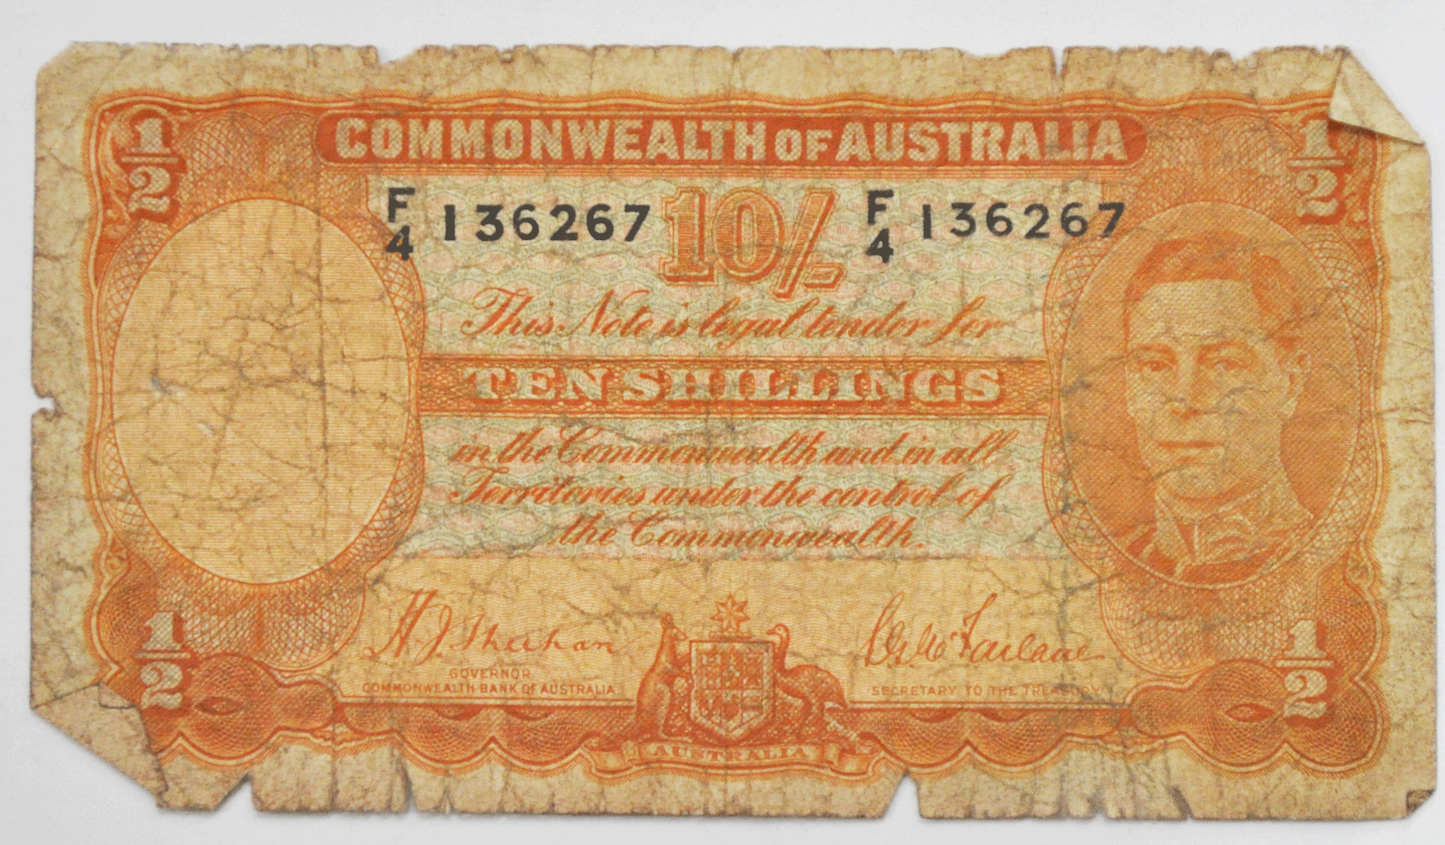 COMMONWEALTH OF AUSTRALIA
1/2
1/2
F/4 136267 10/- F/4 136267
This Note is legal tender for
TEN SHILLINGS
in the Commonwealth and in all
Territories under the control of
the Commonwealth.
H.J. Sheehan
GOVERNOR
COMMONWEALTH BANK OF AUSTRALIA
SECRETARY TO THE TREASURY
1/2
1/2
AUSTRALIA